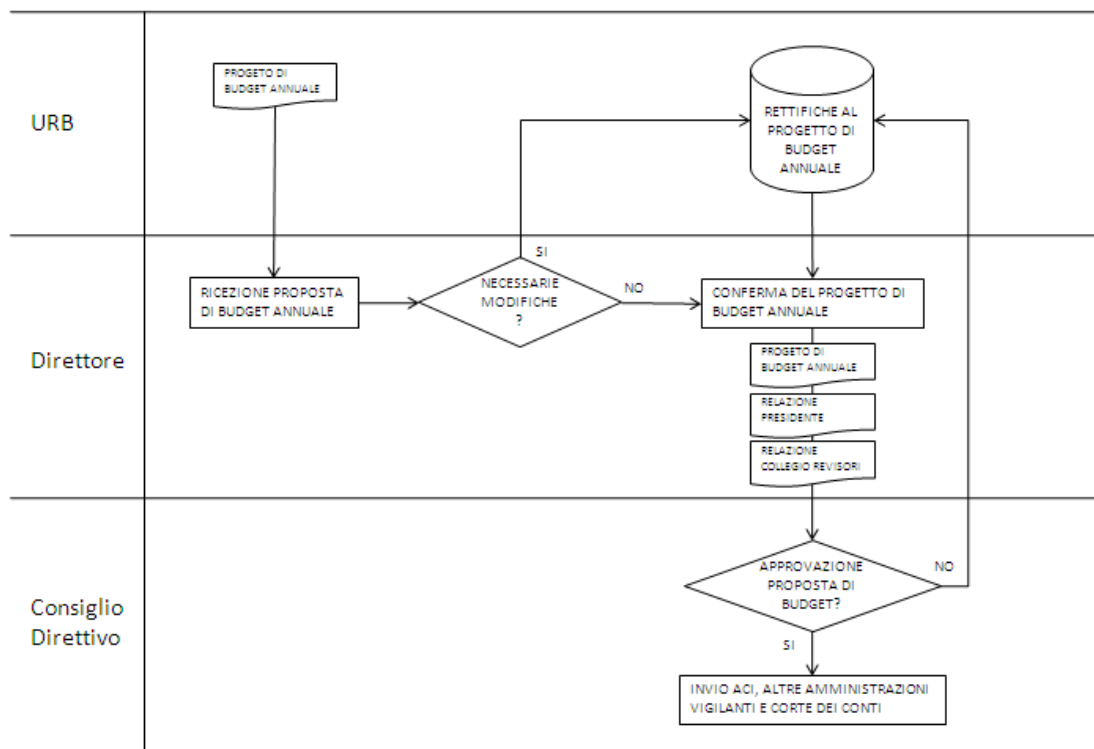 URB
PROGETO DI
BUDGET ANNUALE
RETTIFICHE AL
PROGETTO DI
BUDGET
ANNUALE
Direttore
RICEZIONE PROPOSTA
DI BUDGET ANNUALE
SI
NECESSARIE
MODIFICHE
?
NO
CONFERMA DEL PROGETTO DI
BUDGET ANNUALE
PROGETO DI
BUDGET ANNUALE
RELAZIONE
PRESIDENTE
RELAZIONE
COLLEGIO REVISORI
Consiglio
Direttivo
APPROVAZIONE
PROPOSTA DI
BUDGET?
NO
SI
INVIO ACI, ALTRE AMMINISTRAZIONI
VIGILANTI E CORTE DEI CONTI